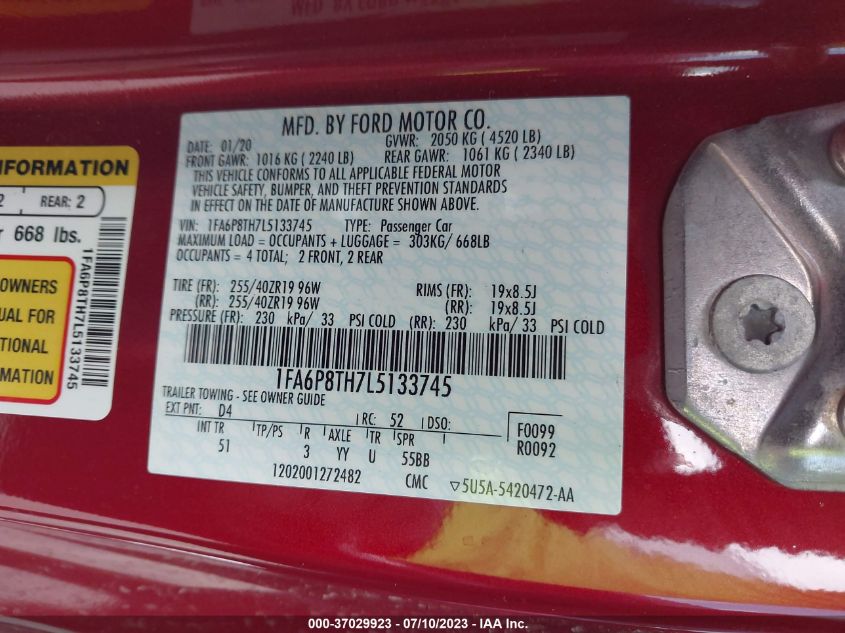 MFD. BY FORD MOTOR CO.
DATE: 01/20 GVWR: 2050 KG ( 4520 LB)
FRONT GAWR: 1016 KG ( 2240 LB) REAR GAWR: 1061 KG ( 2340 LB)
THIS VEHICLE CONFORMS TO ALL APPLICABLE FEDERAL MOTOR
VEHICLE SAFETY, BUMPER, AND THEFT PREVENTION STANDARDS
IN EFFECT ON THE DATE OF MANUFACTURE SHOWN ABOVE.
VIN: 1FA6P8TH7L5133745 TYPE: Passenger Car
MAXIMUM LOAD = OCCUPANTS + LUGGAGE = 303KG/ 668LB
OCCUPANTS = 4 TOTAL; 2 FRONT, 2 REAR
TIRE (FR): 255/40ZR19 96W RIMS (FR): 19x8.5J
(RR): 255/40ZR19 96W (RR): 19x8.5J
PRESSURE (FR): 230 kPa/ 33 PSI COLD (RR): 230 kPa/ 33 PSI COLD
1FA6P8TH7L5133745
TRAILER TOWING - SEE OWNER GUIDE
EXT PNT: D4 RC: 52 DSO: F0099
INT TR TP/PS R AXLE TR SPR R0092
51 3 YY U 55BB
1202001272482 CMC ▽5U5A-5420472-AA
INFORMATION
2 REAR: 2
668 lbs.
OWNERS
UAL FOR
TIONAL
1FA6P8TH7L5133745
000-37029923 - 07/10/2023 - IAA Inc.